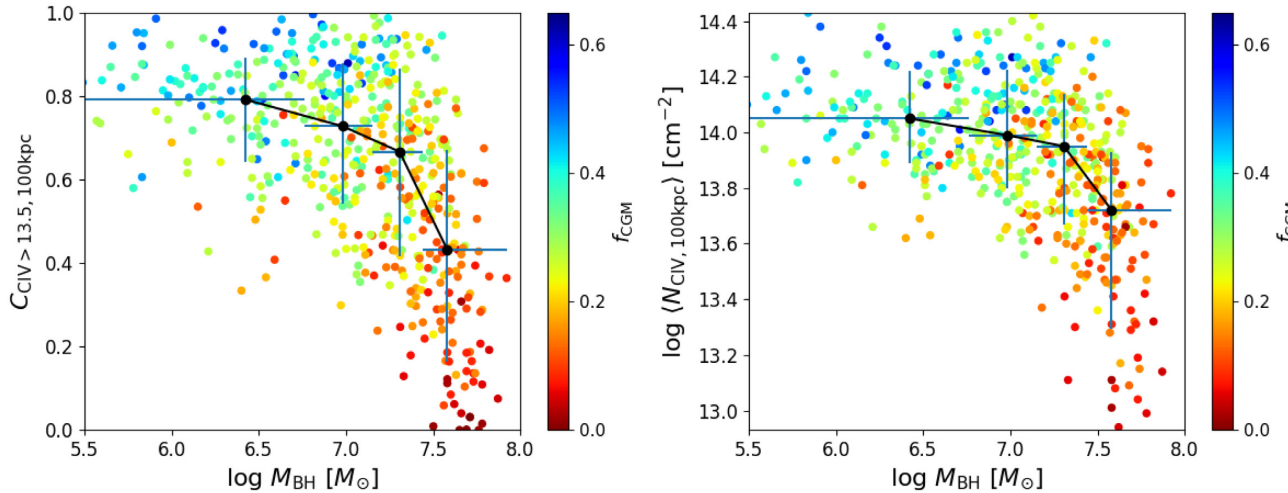 1.0
0.8
0.6
0.4
0.2
0.0
5.5 6.0 6.5 7.0 7.5 8.0
log M_BH [M_⊙]
C_CIV > 13.5, 100kpc
0.6
0.4
0.2
0.0
f_CGM
14.4
14.2
14.0
13.8
13.6
13.4
13.2
13.0
5.5 6.0 6.5 7.0 7.5 8.0
log M_BH [M_⊙]
log ⟨N_CIV, 100kpc⟩ [cm⁻²]
0.6
0.4
0.2
0.0
f_CGM